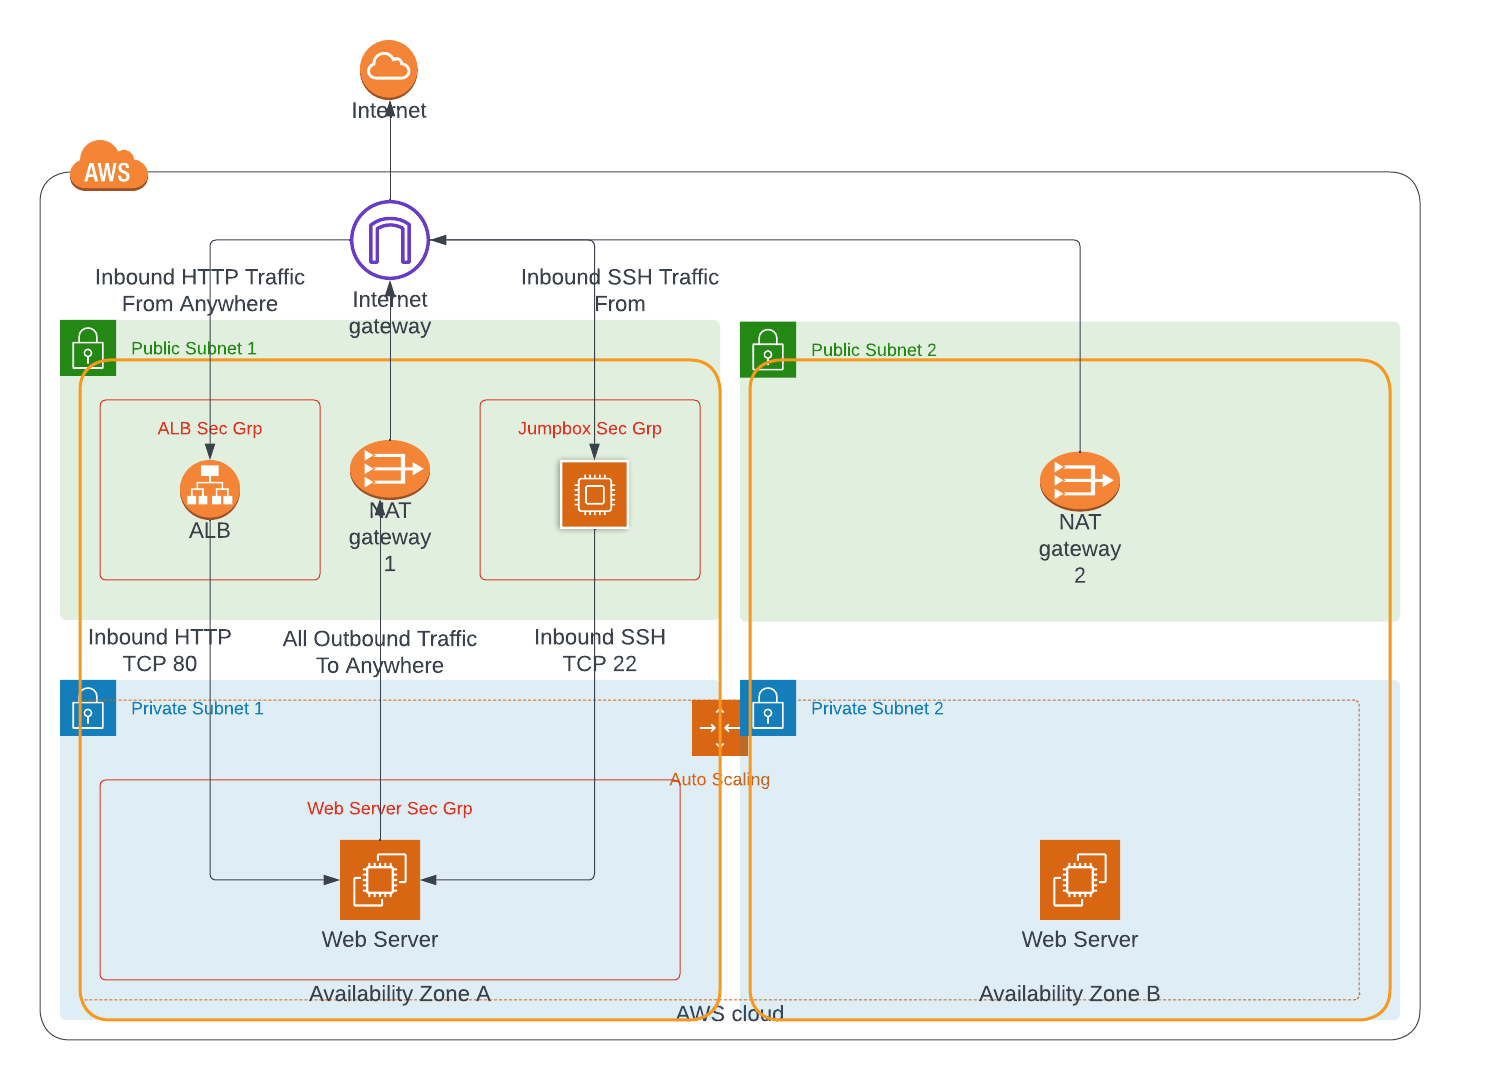 Internet
AWS
Inbound HTTP Traffic
From Anywhere
Internet
gateway
Inbound SSH Traffic
From
Public Subnet 1
Public Subnet 2
ALB Sec Grp
Jumpbox Sec Grp
ALB
NAT
gateway
1
NAT
gateway
2
Inbound HTTP
TCP 80
All Outbound Traffic
To Anywhere
Inbound SSH
TCP 22
Private Subnet 1
Private Subnet 2
Auto Scaling
Web Server Sec Grp
Web Server
Web Server
Availability Zone A
Availability Zone B
AWS cloud